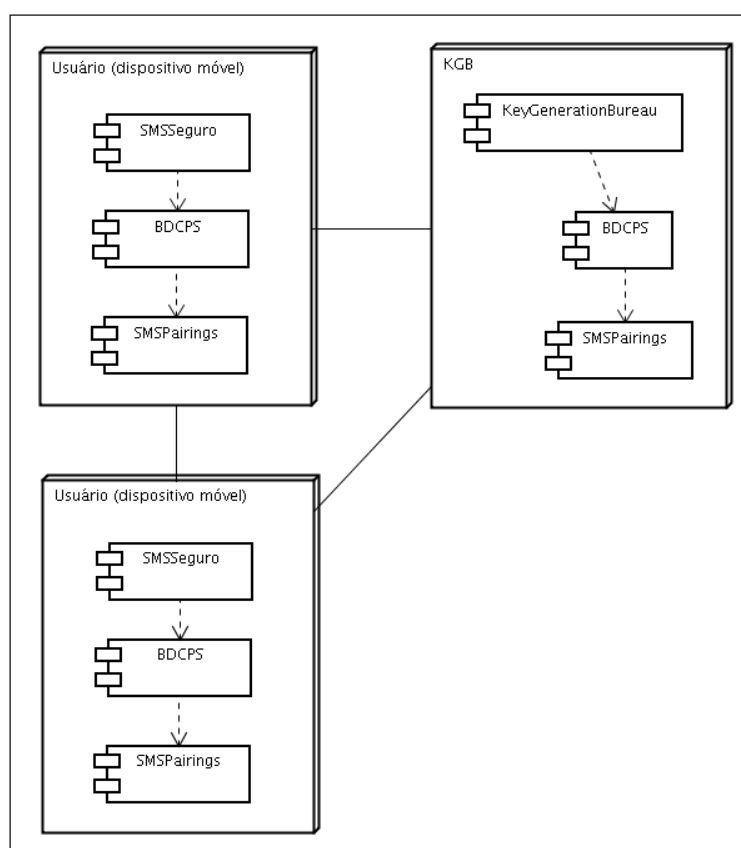 Usuário (dispositivo móvel)
SMSSeguro
BDCPS
SMSPairings
KGB
KeyGenerationBureau
BDCPS
SMSPairings
Usuário (dispositivo móvel)
SMSSeguro
BDCPS
SMSPairings